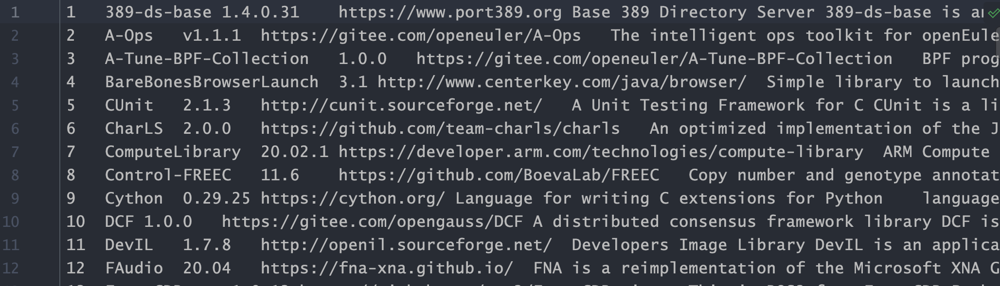 1 1 389-ds-base 1.4.0.31 https://www.port389.org Base 389 Directory Server 389-ds-base is an
2 2 A-Ops v1.1.1 https://gitee.com/openeuler/A-Ops The intelligent ops toolkit for openEule
3 3 A-Tune-BPF-Collection 1.0.0 https://gitee.com/openeuler/A-Tune-BPF-Collection BPF prog
4 4 BareBonesBrowserLaunch 3.1 http://www.centerkey.com/java/browser/ Simple library to launch
5 5 CUnit 2.1.3 http://cunit.sourceforge.net/ A Unit Testing Framework for C CUnit is a li
6 6 CharLS 2.0.0 https://github.com/team-charls/charls An optimized implementation of the J
7 7 ComputeLibrary 20.02.1 https://developer.arm.com/technologies/compute-library ARM Compute
8 8 Control-FREEC 11.6 https://github.com/BoevaLab/FREEC Copy number and genotype annotat
9 9 Cython 0.29.25 https://cython.org/ Language for writing C extensions for Python language
10 10 DCF 1.0.0 https://gitee.com/opengauss/DCF A distributed consensus framework library DCF is
11 11 DevIL 1.7.8 http://openil.sourceforge.net/ Developers Image Library DevIL is an applica
12 12 FAudio 20.04 https://fna-xna.github.io/ FNA is a reimplementation of the Microsoft XNA G